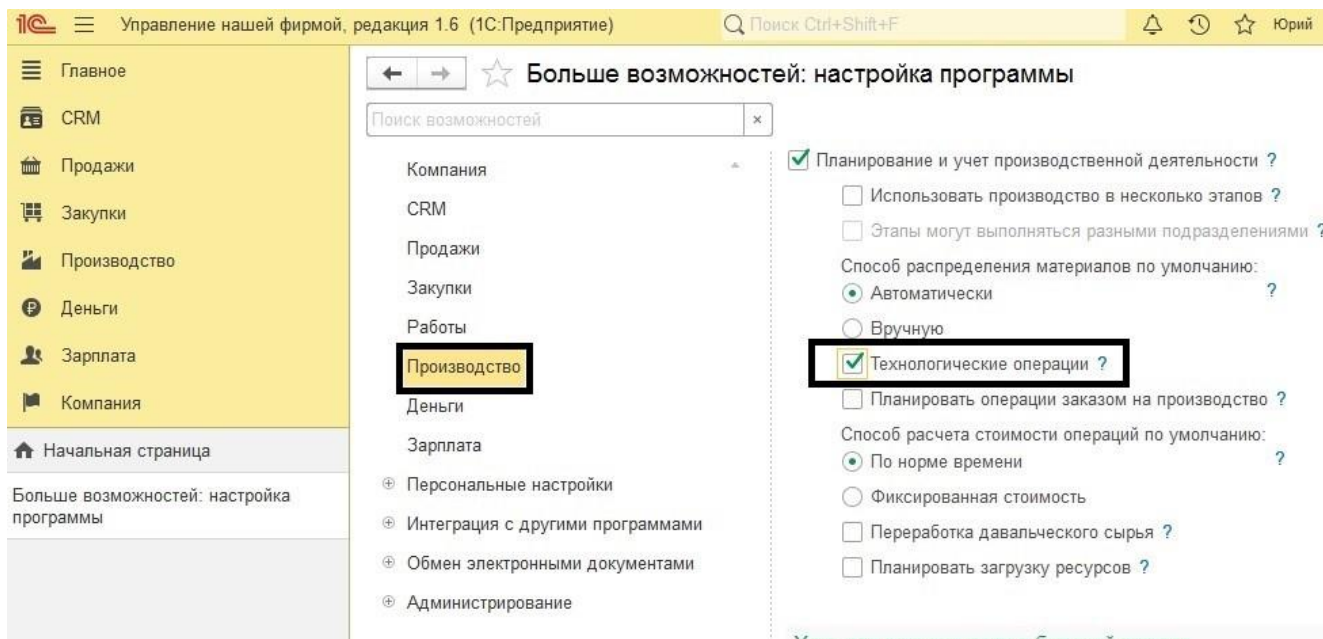 1С Управление нашей фирмой, редакция 1.6 (1С:Предприятие) Поиск Ctrl+Shift+F Юрий
Главное
CRM
Продажи
Закупки
Производство
Деньги
Зарплата
Компания
Начальная страница
Больше возможностей: настройка
программы
Больше возможностей: настройка программы
Поиск возможностей ×
Компания
CRM
Продажи
Закупки
Работы
Производство
Деньги
Зарплата
Персональные настройки
Интеграция с другими программами
Обмен электронными документами
Администрирование
Планирование и учет производственной деятельности ?
Использовать производство в несколько этапов ?
Этапы могут выполняться разными подразделениями ?
Способ распределения материалов по умолчанию:
Автоматически ?
Вручную
Технологические операции ?
Планировать операции заказом на производство ?
Способ расчета стоимости операций по умолчанию:
По норме времени ?
Фиксированная стоимость
Переработка давальческого сырья ?
Планировать загрузку ресурсов ?